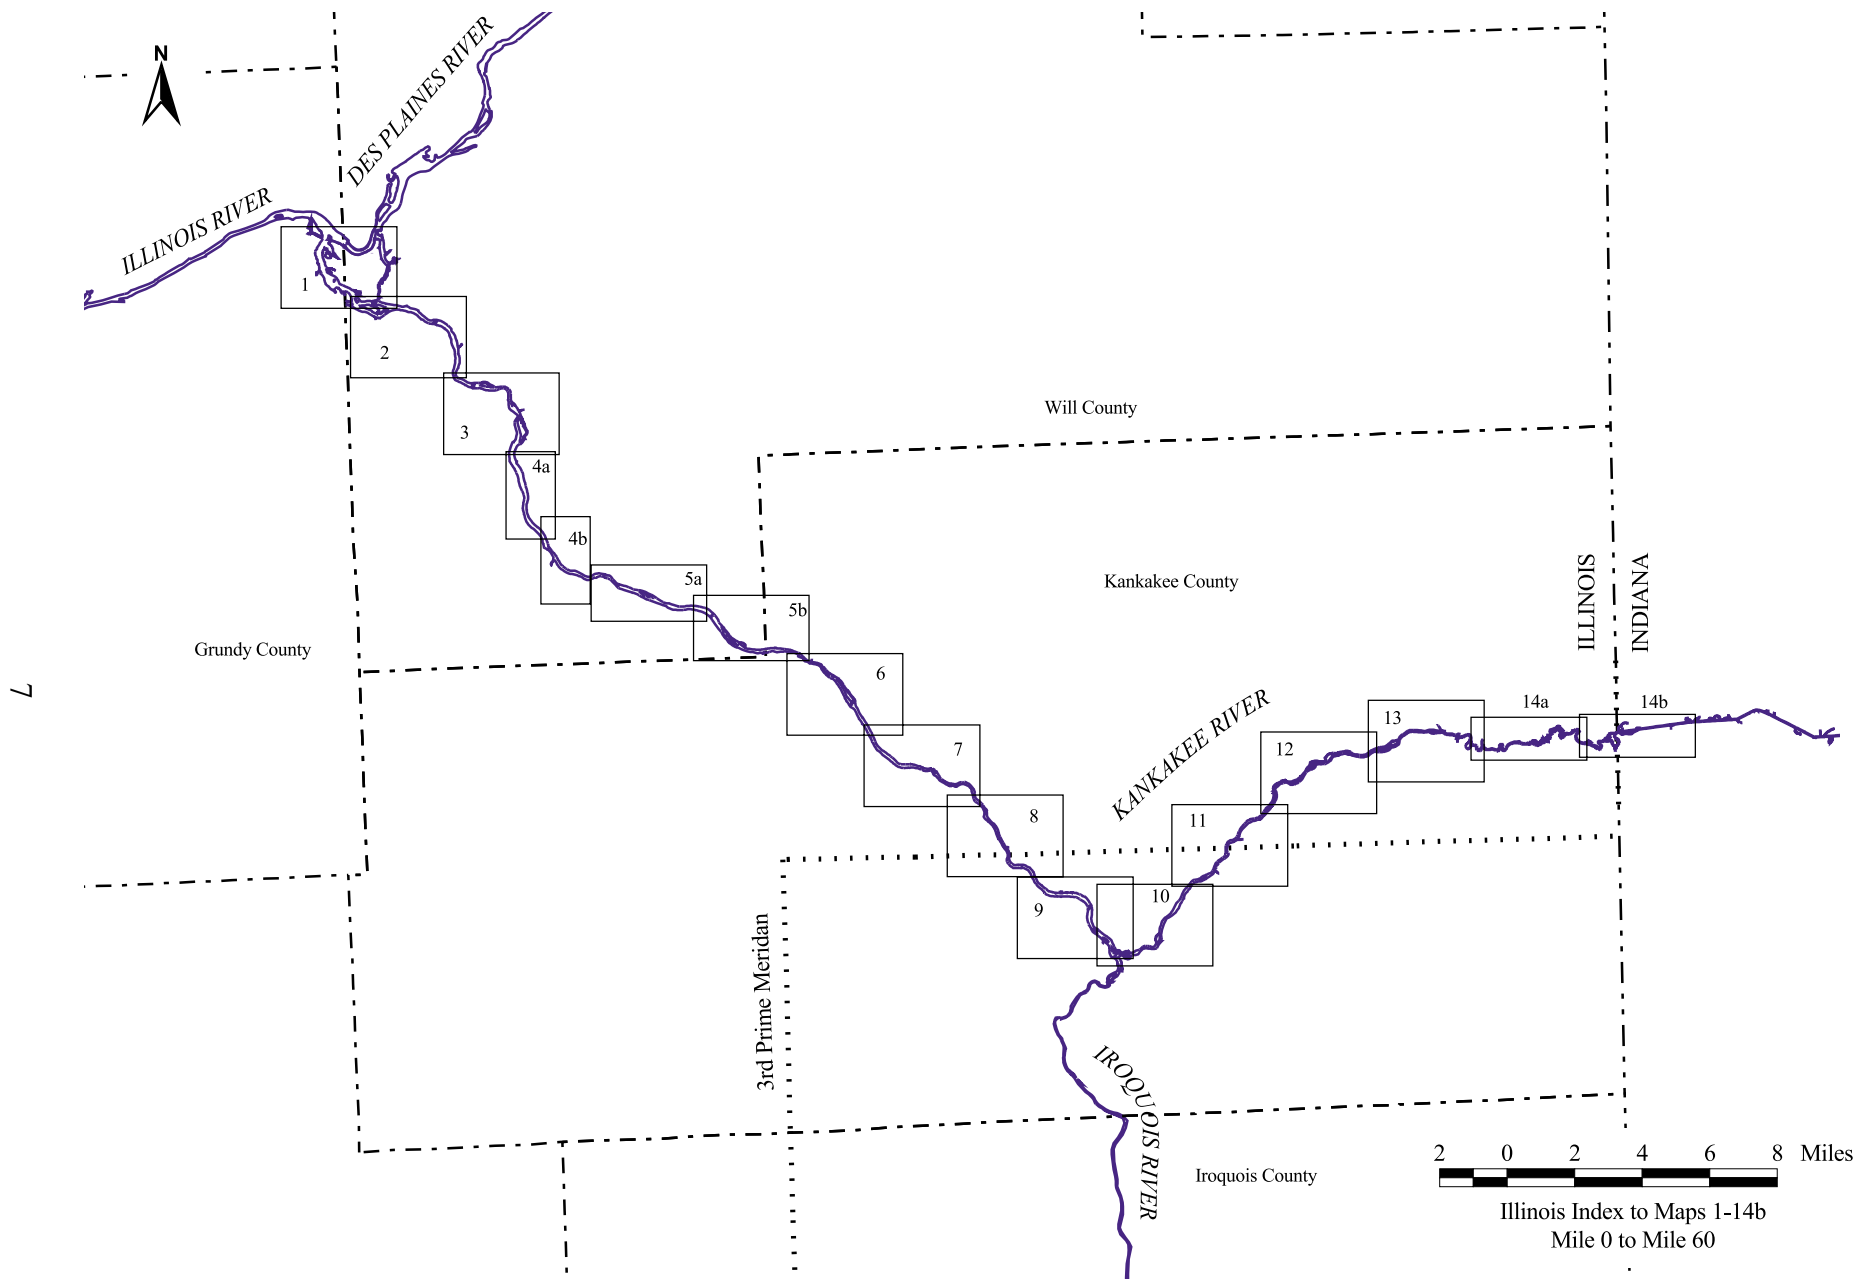 N
DES PLAINES RIVER
ILLINOIS RIVER
1
2
3
4a
4b
5a
5b
6
7
8
9
10
11
12
13
14a
14b
Will County
Kankakee County
Grundy County
ILLINOIS
INDIANA
KANKAKEE RIVER
3rd Prime Meridan
IROQUOIS RIVER
Iroquois County
2 0 2 4 6 8 Miles
Illinois Index to Maps 1-14b
Mile 0 to Mile 60
7